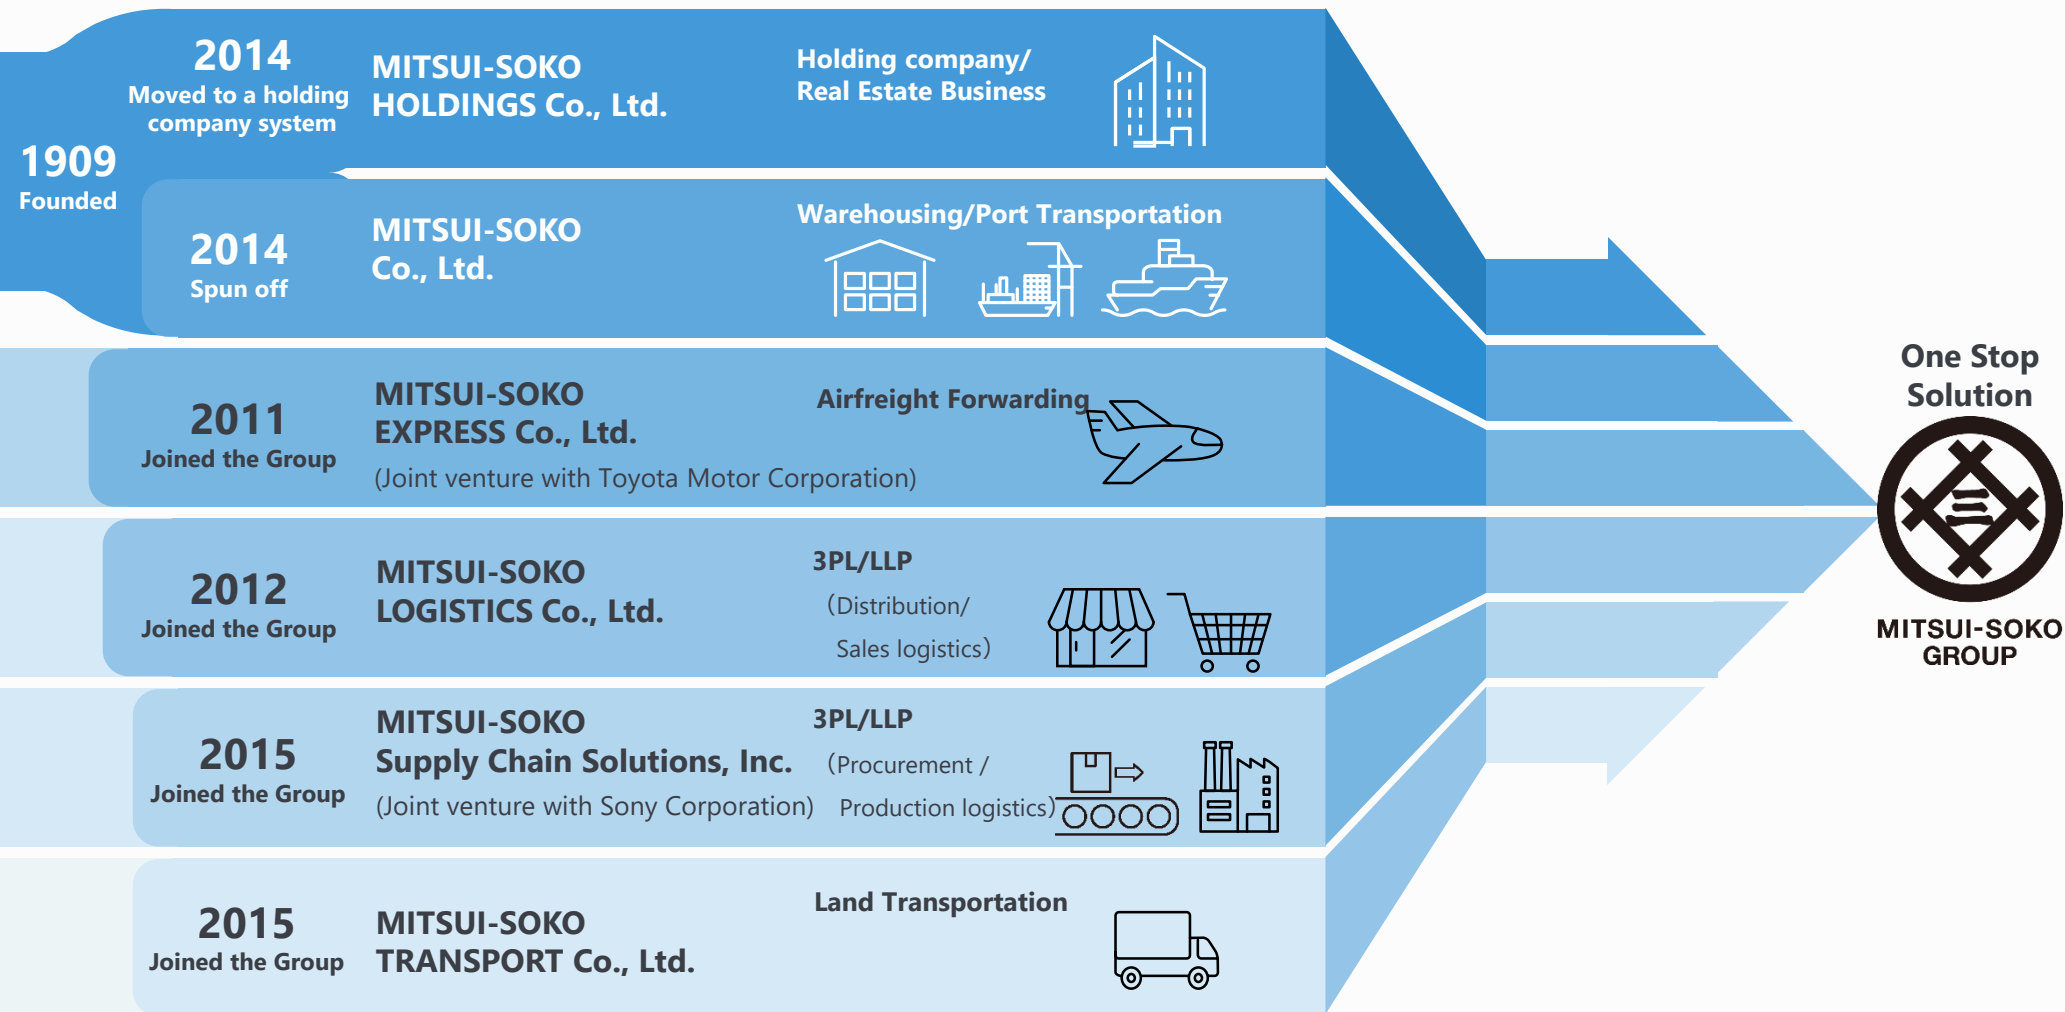 1909
Founded
2014
Moved to a holding
company system
MITSUI-SOKO
HOLDINGS Co., Ltd.
Holding company/
Real Estate Business
2014
Spun off
MITSUI-SOKO
Co., Ltd.
Warehousing/Port Transportation
2011
Joined the Group
MITSUI-SOKO
EXPRESS Co., Ltd.
(Joint venture with Toyota Motor Corporation)
Airfreight Forwarding
2012
Joined the Group
MITSUI-SOKO
LOGISTICS Co., Ltd.
3PL/LLP
（Distribution/
Sales logistics）
2015
Joined the Group
MITSUI-SOKO
Supply Chain Solutions, Inc.
(Joint venture with Sony Corporation)
3PL/LLP
（Procurement /
Production logistics）
2015
Joined the Group
MITSUI-SOKO
TRANSPORT Co., Ltd.
Land Transportation
One Stop
Solution
三
MITSUI-SOKO
GROUP